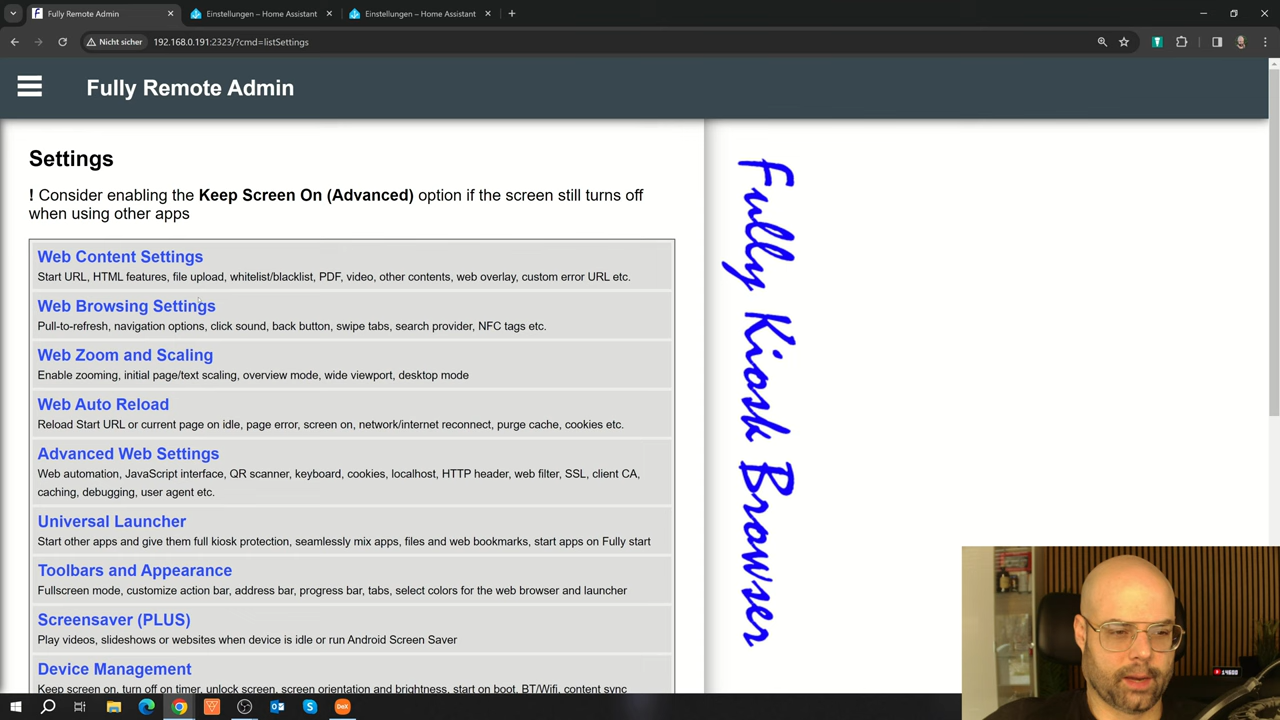 Fully Remote Admin
Einstellungen – Home Assistant
Einstellungen – Home Assistant
Nicht sicher
192.168.0.191:2323/?cmd=listSettings
Fully Remote Admin
Settings
! Consider enabling the Keep Screen On (Advanced) option if the screen still turns off
when using other apps
Web Content Settings
Start URL, HTML features, file upload, whitelist/blacklist, PDF, video, other contents, web overlay, custom error URL etc.
Web Browsing Settings
Pull-to-refresh, navigation options, click sound, back button, swipe tabs, search provider, NFC tags etc.
Web Zoom and Scaling
Enable zooming, initial page/text scaling, overview mode, wide viewport, desktop mode
Web Auto Reload
Reload Start URL or current page on idle, page error, screen on, network/internet reconnect, purge cache, cookies etc.
Advanced Web Settings
Web automation, JavaScript interface, QR scanner, keyboard, cookies, localhost, HTTP header, web filter, SSL, client CA,
caching, debugging, user agent etc.
Universal Launcher
Start other apps and give them full kiosk protection, seamlessly mix apps, files and web bookmarks, start apps on Fully start
Toolbars and Appearance
Fullscreen mode, customize action bar, address bar, progress bar, tabs, select colors for the web browser and launcher
Screensaver (PLUS)
Play videos, slideshows or websites when device is idle or run Android Screen Saver
Device Management
Keep screen on, turn off on timer, unlock screen, screen orientation and brightness, start on boot, BT/Wifi, content sync
Fully Kiosk Browser
DeX